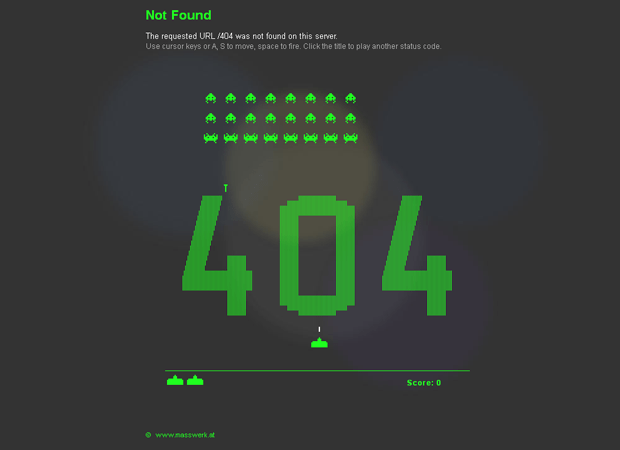 Not Found
The requested URL /404 was not found on this server.
Use cursor keys or A, S to move, space to fire. Click the title to play another status code.
404
Score: 0
© www.masswerk.at